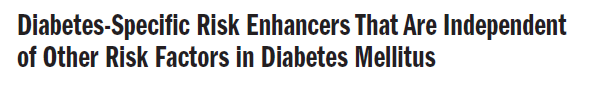 Diabetes-Specific Risk Enhancers That Are Independent
of Other Risk Factors in Diabetes Mellitus